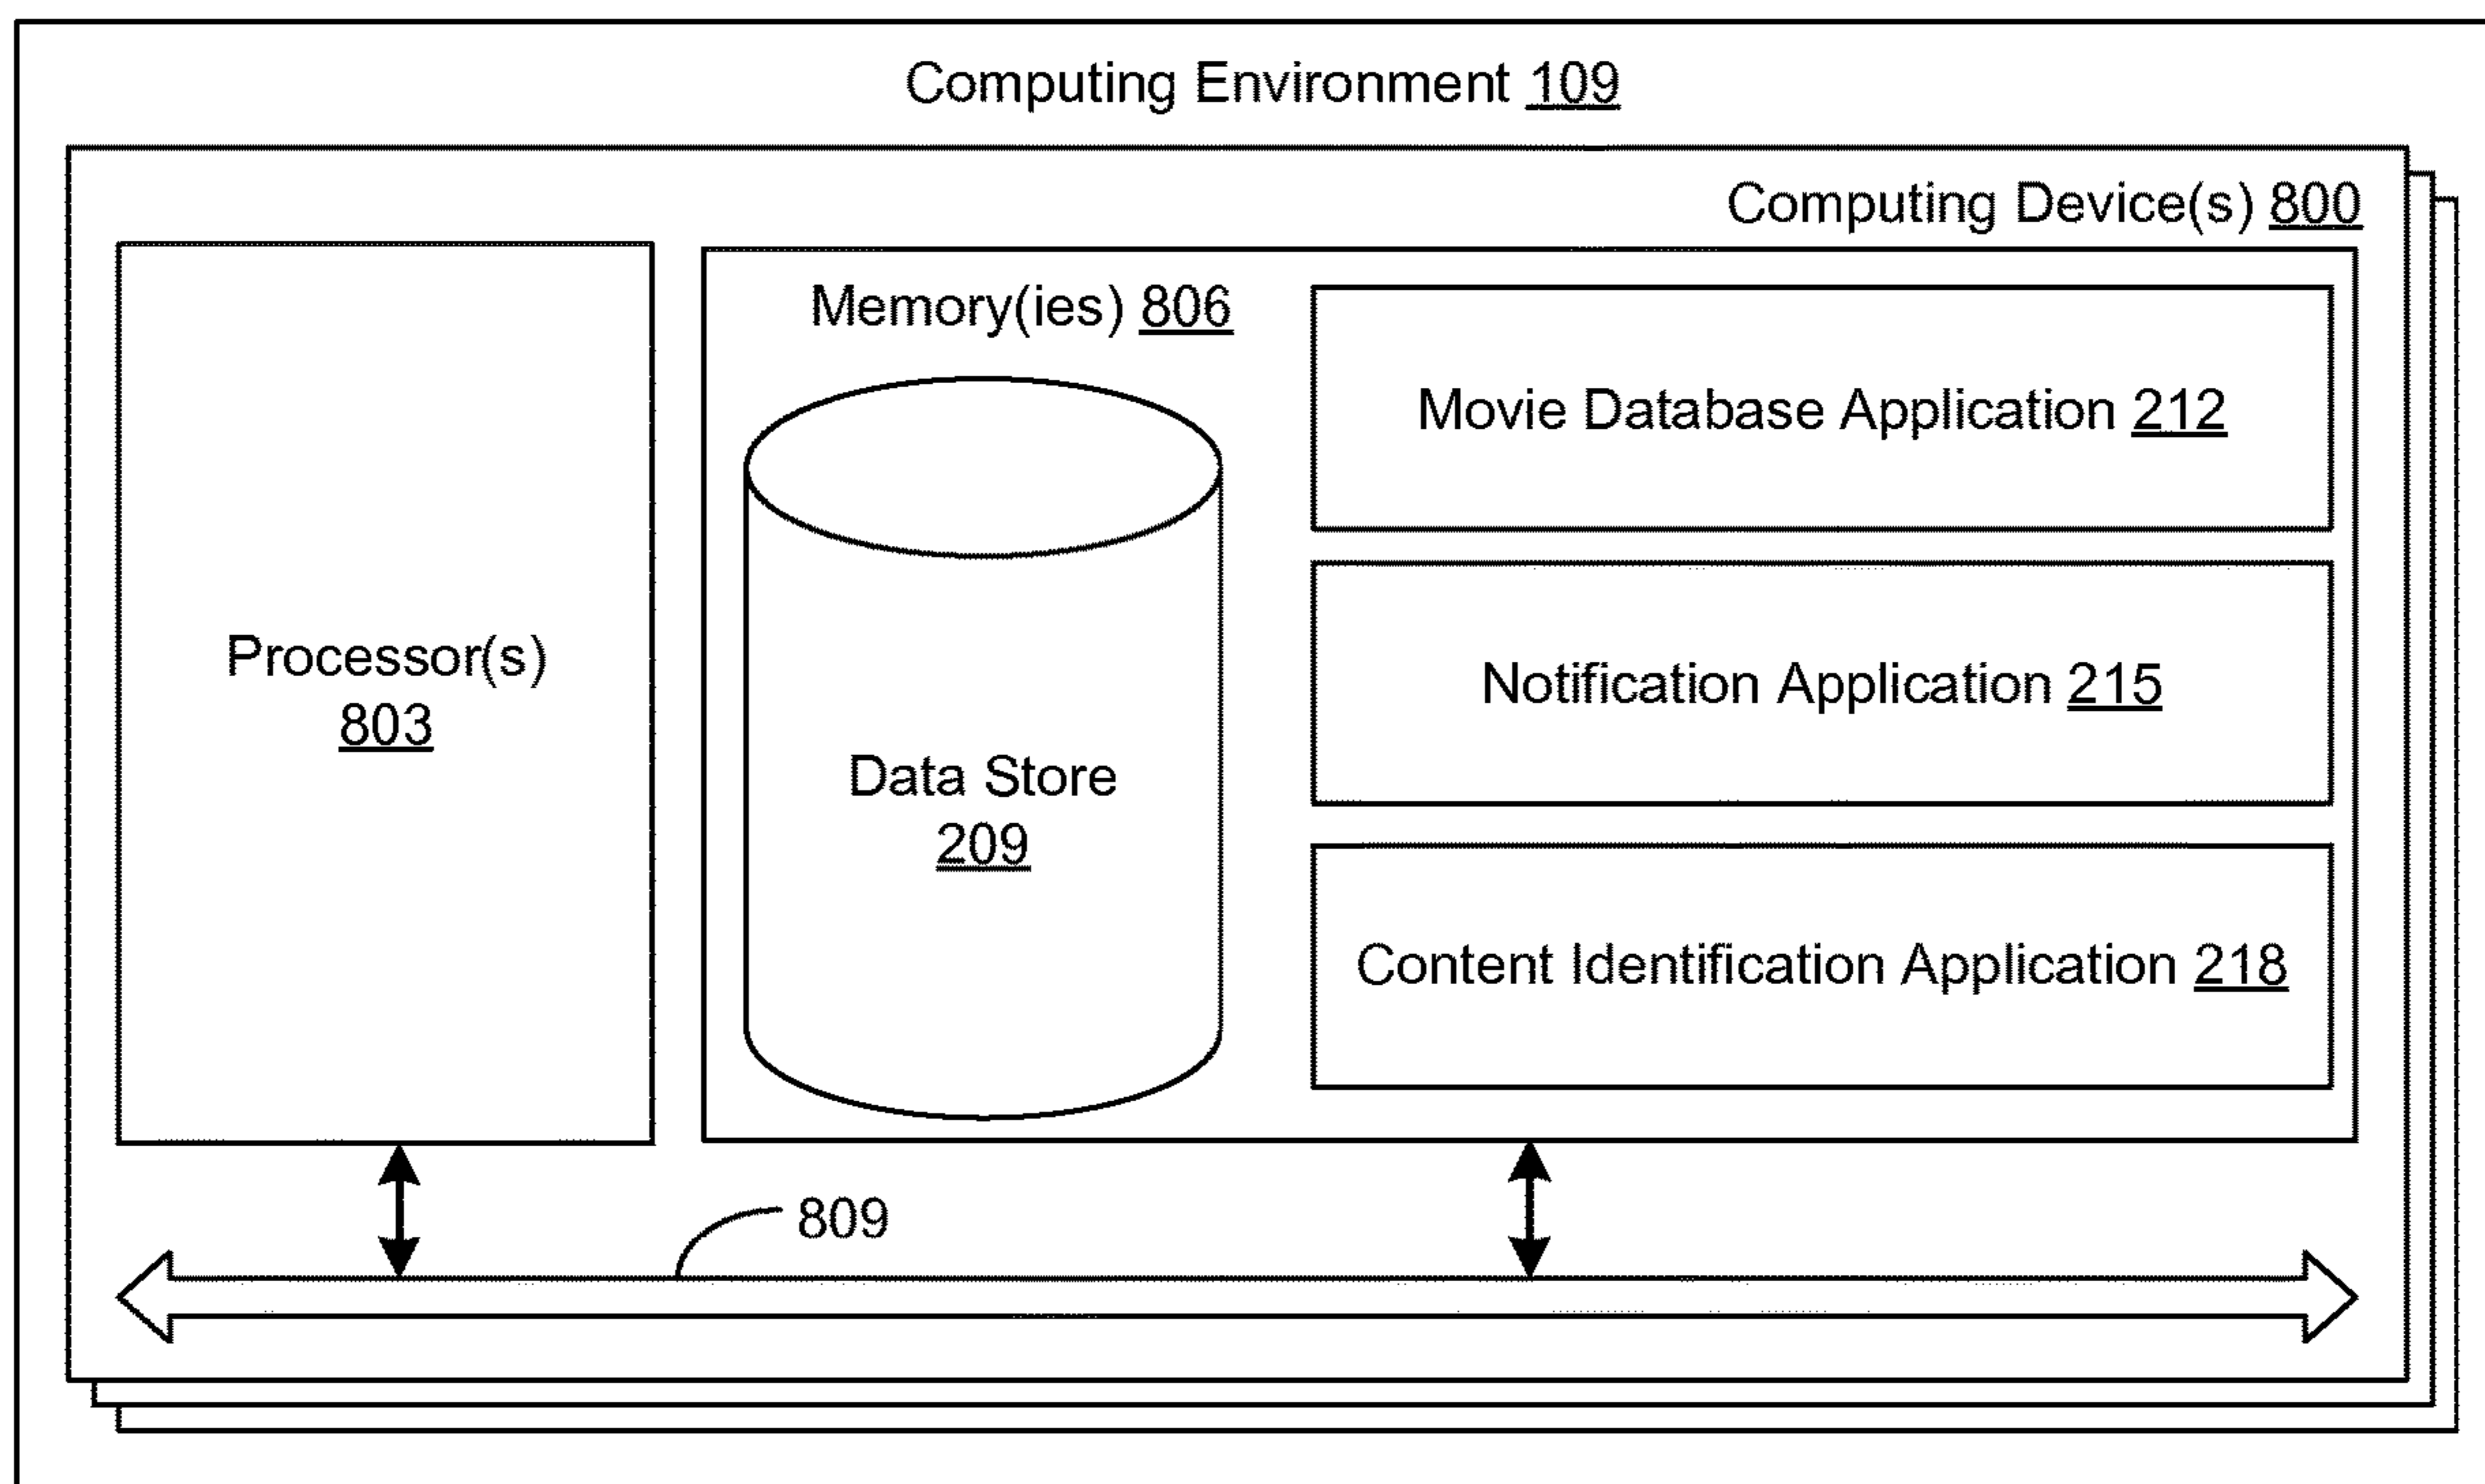 Computing Environment 109
Computing Device(s) 800
Memory(ies) 806
Movie Database Application 212
Processor(s)
803
Notification Application 215
Data Store
209
Content Identification Application 218
809